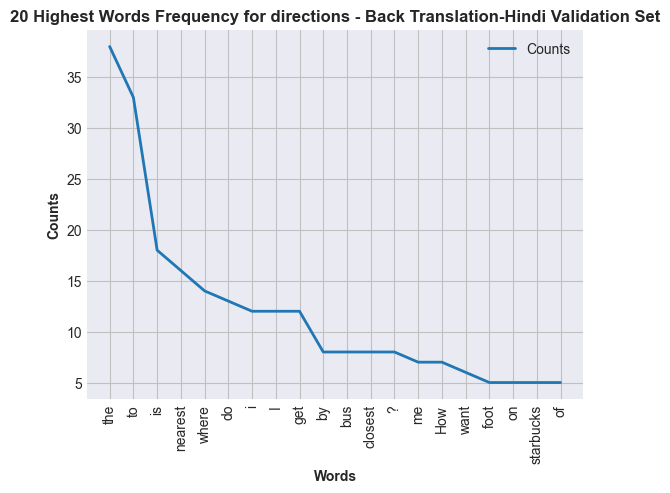 20 Highest Words Frequency for directions - Back Translation-Hindi Validation Set
Counts
35
30
25
20
15
10
5
Counts
the
to
is
nearest
where
do
i
I
get
by
bus
closest
?
me
How
want
foot
on
starbucks
of
Words